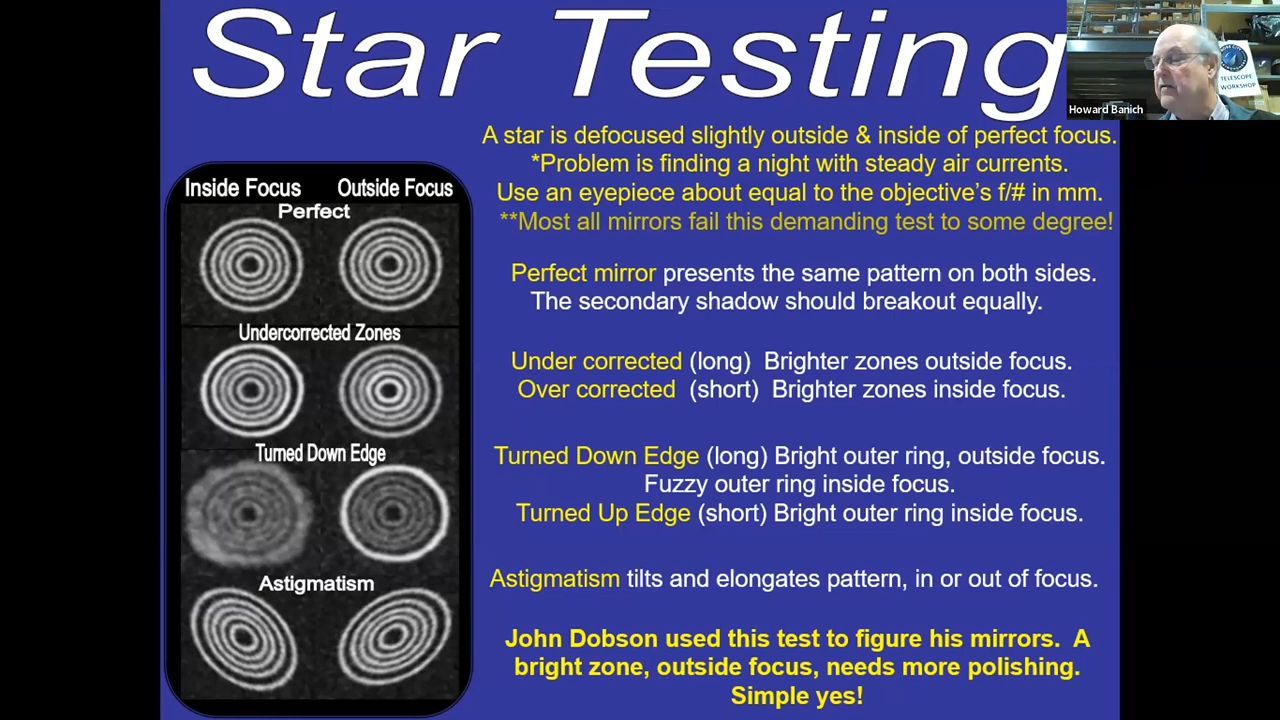 Star Testing
Howard Banich
TELESCOPE
WORKSHOP
A star is defocused slightly outside & inside of perfect focus.
*Problem is finding a night with steady air currents.
Use an eyepiece about equal to the objective's f/# in mm.
**Most all mirrors fail this demanding test to some degree!
Inside Focus Outside Focus
Perfect
Undercorrected Zones
Turned Down Edge
Astigmatism
Perfect mirror presents the same pattern on both sides.
The secondary shadow should breakout equally.
Under corrected (long) Brighter zones outside focus.
Over corrected (short) Brighter zones inside focus.
Turned Down Edge (long) Bright outer ring, outside focus.
Fuzzy outer ring inside focus.
Turned Up Edge (short) Bright outer ring inside focus.
Astigmatism tilts and elongates pattern, in or out of focus.
John Dobson used this test to figure his mirrors. A
bright zone, outside focus, needs more polishing.
Simple yes!